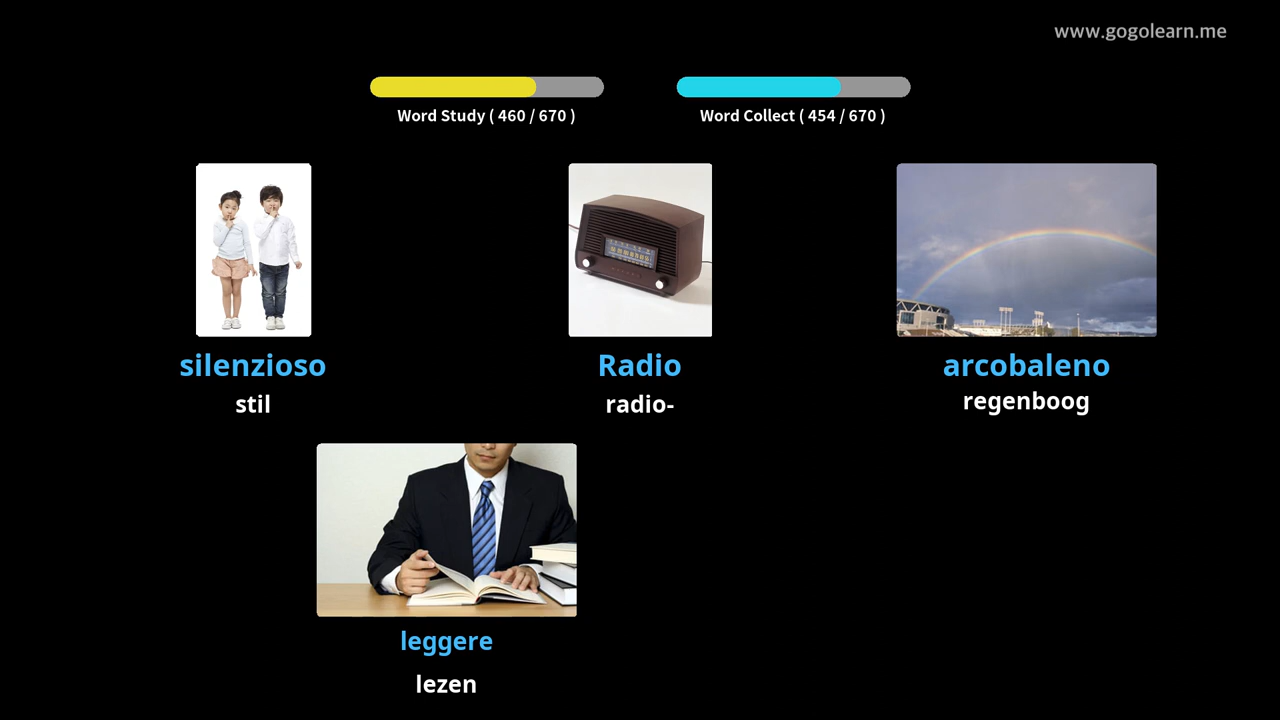 www.gogolearn.me
Word Study ( 460 / 670 )
Word Collect ( 454 / 670 )
silenzioso
stil
Radio
radio-
arcobaleno
regenboog
leggere
lezen